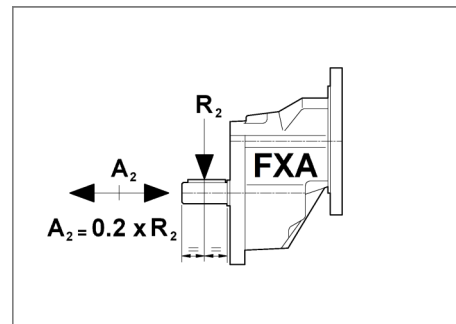 R₂
FXA
A₂
A₂ = 0.2 x R₂
= =